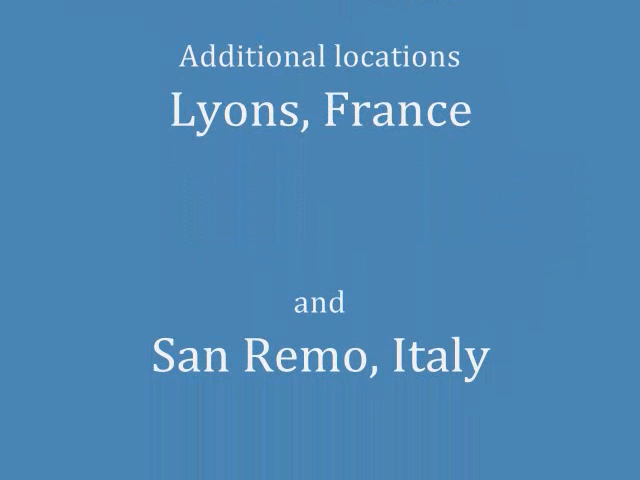 Additional locations
Lyons, France
and
San Remo, Italy